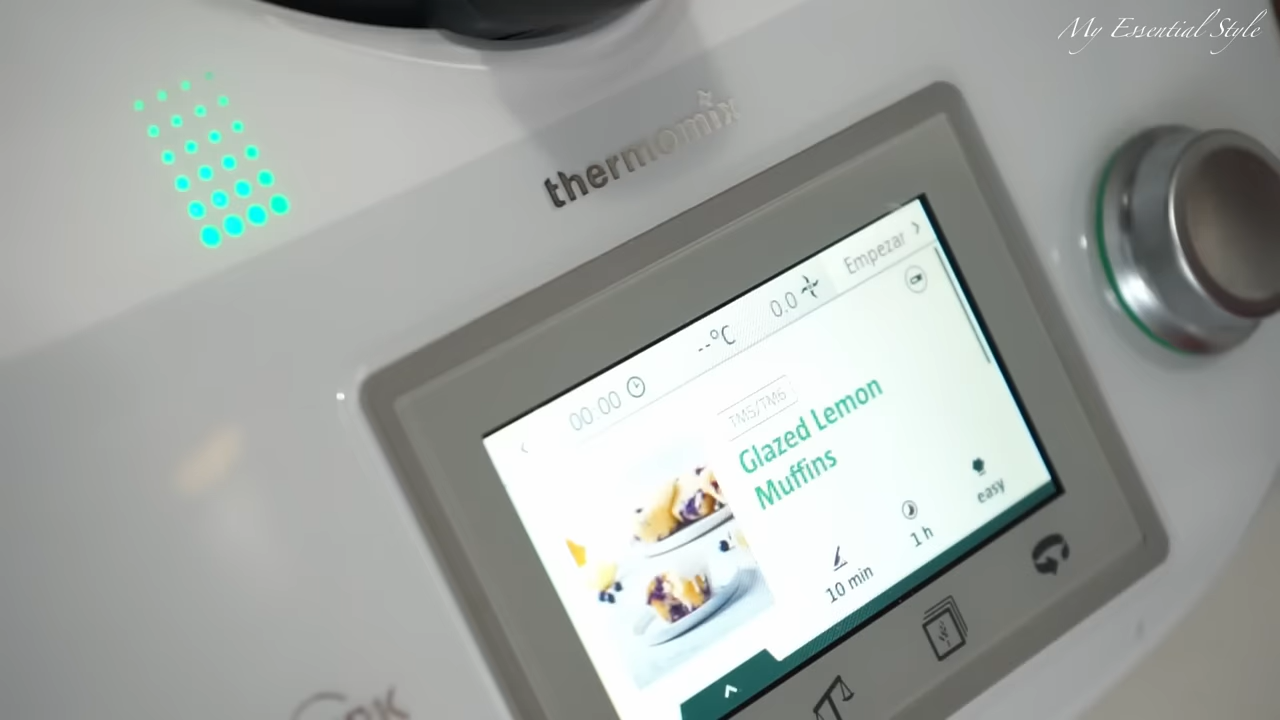 My Essential Style
thermomix
00:00
--°C
0.0
Empezar >
TM5/TM6
Glazed Lemon
Muffins
10 min
1 h
easy